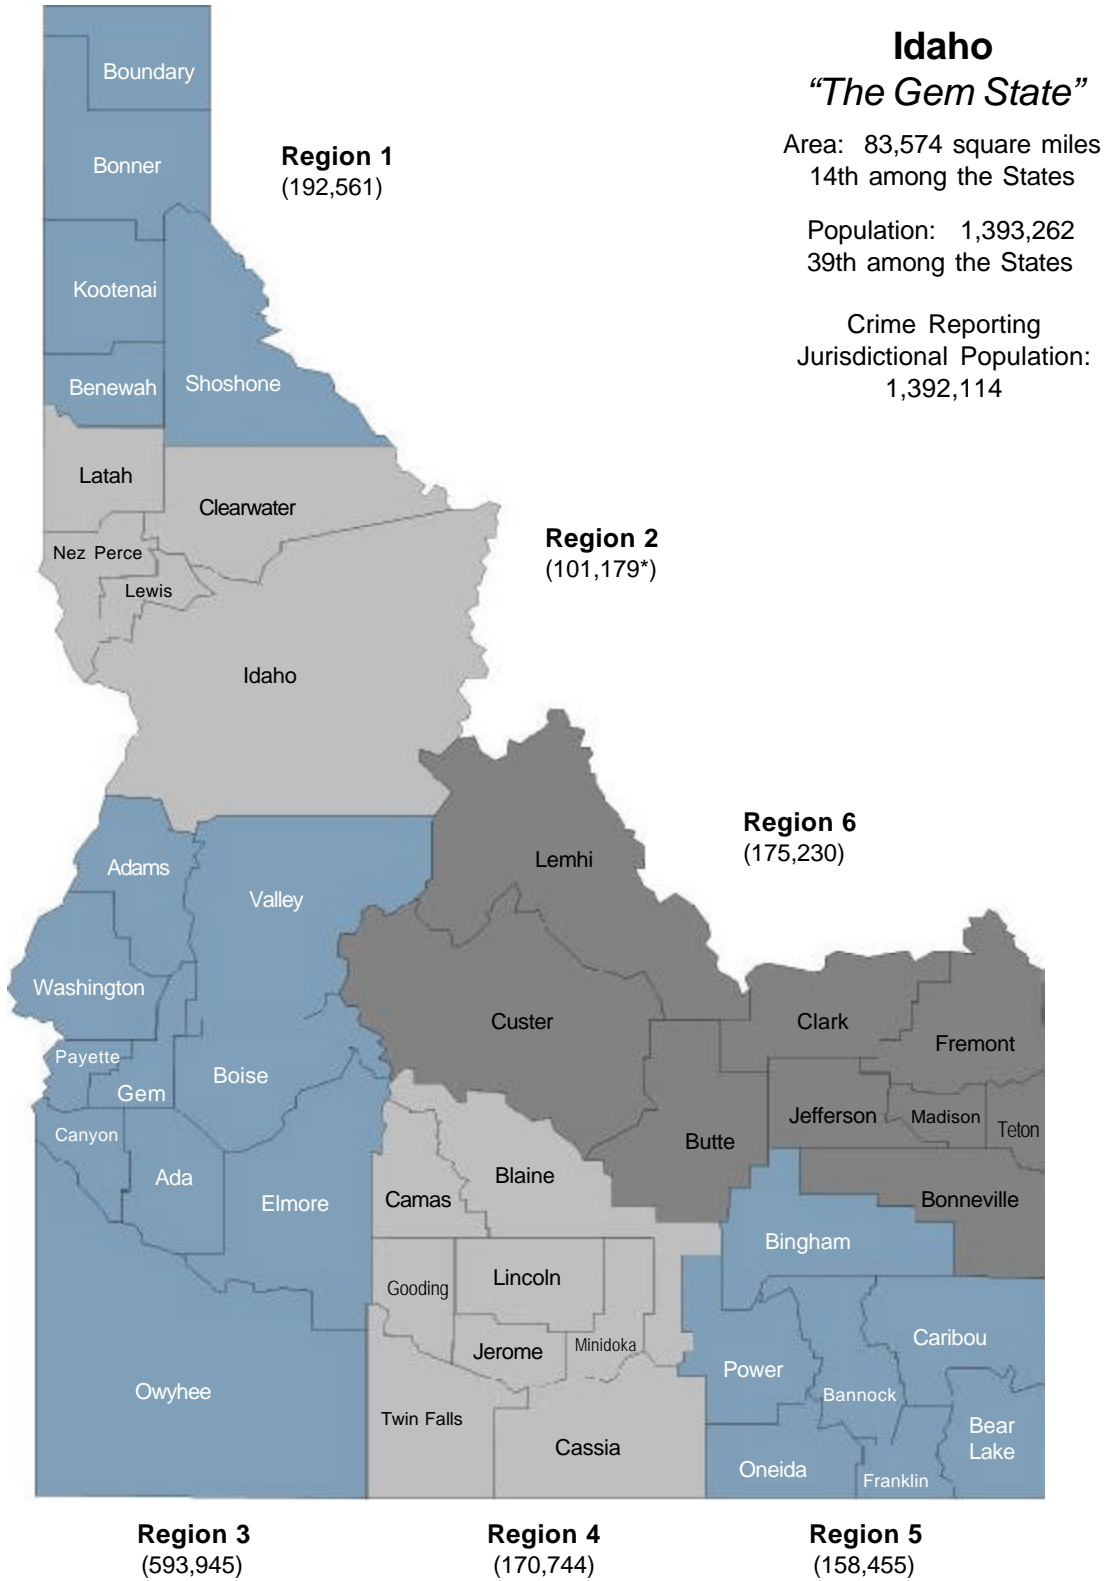 Idaho
“The Gem State”
Area: 83,574 square miles
14th among the States
Population: 1,393,262
39th among the States
Crime Reporting
Jurisdictional Population:
1,392,114
Boundary
Bonner
Region 1
(192,561)
Kootenai
Benewah
Shoshone
Latah
Clearwater
Nez Perce
Lewis
Region 2
(101,179*)
Idaho
Region 6
(175,230)
Adams
Valley
Lemhi
Washington
Custer
Clark
Fremont
Payette
Gem
Boise
Canyon
Ada
Elmore
Butte
Jefferson
Madison
Teton
Blaine
Camas
Bonneville
Bingham
Gooding
Lincoln
Jerome
Minidoka
Caribou
Power
Bannock
Owyhee
Twin Falls
Cassia
Bear
Lake
Oneida
Franklin
Region 3
(593,945)
Region 4
(170,744)
Region 5
(158,455)